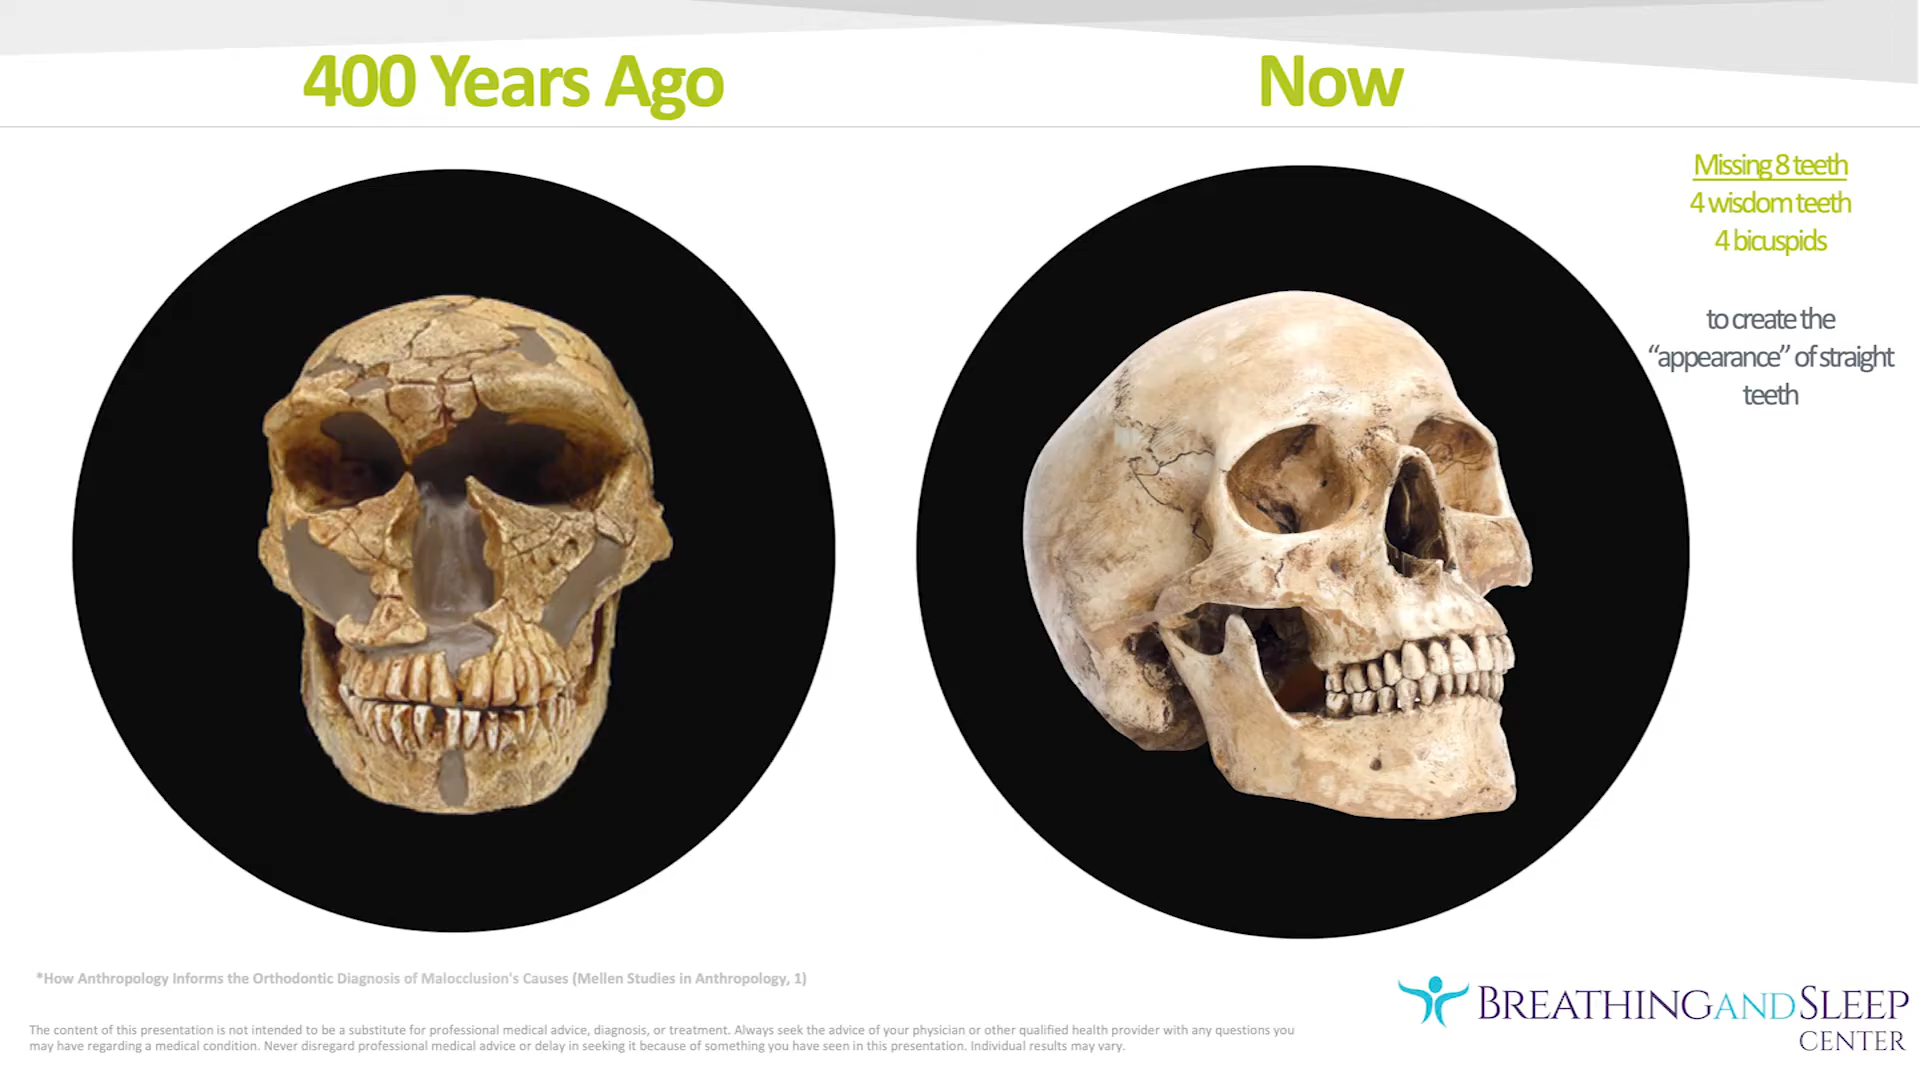 400 Years Ago
Now
Missing 8 teeth
4 wisdom teeth
4 bicuspids
to create the
“appearance” of straight
teeth
*How Anthropology Informs the Orthodontic Diagnosis of Malocclusion's Causes (Mellen Studies in Anthropology, 1)
The content of this presentation is not intended to be a substitute for professional medical advice, diagnosis, or treatment. Always seek the advice of your physician or other qualified health provider with any questions you
may have regarding a medical condition. Never disregard professional medical advice or delay in seeking it because of something you have seen in this presentation. Individual results may vary.
BREATHINGANDSLEEP
CENTER